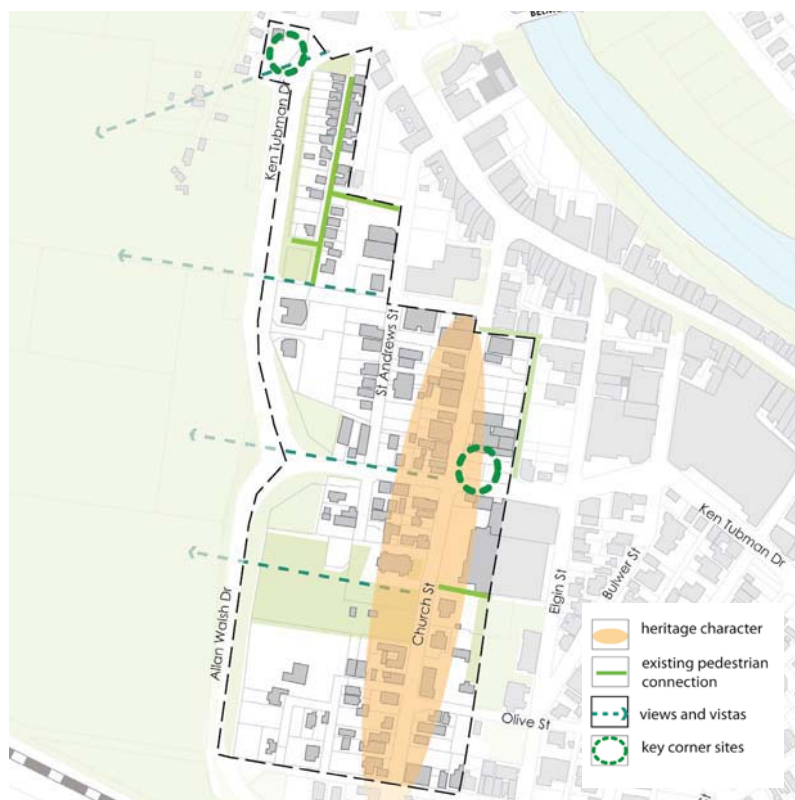 BELMO
Ken Tubman Dr
St Andrews St
Ken Tubman Dr
Church St
Elgin St
Bulwer St
Allan Walsh Dr
Olive St
heritage character
existing pedestrian
connection
views and vistas
key corner sites